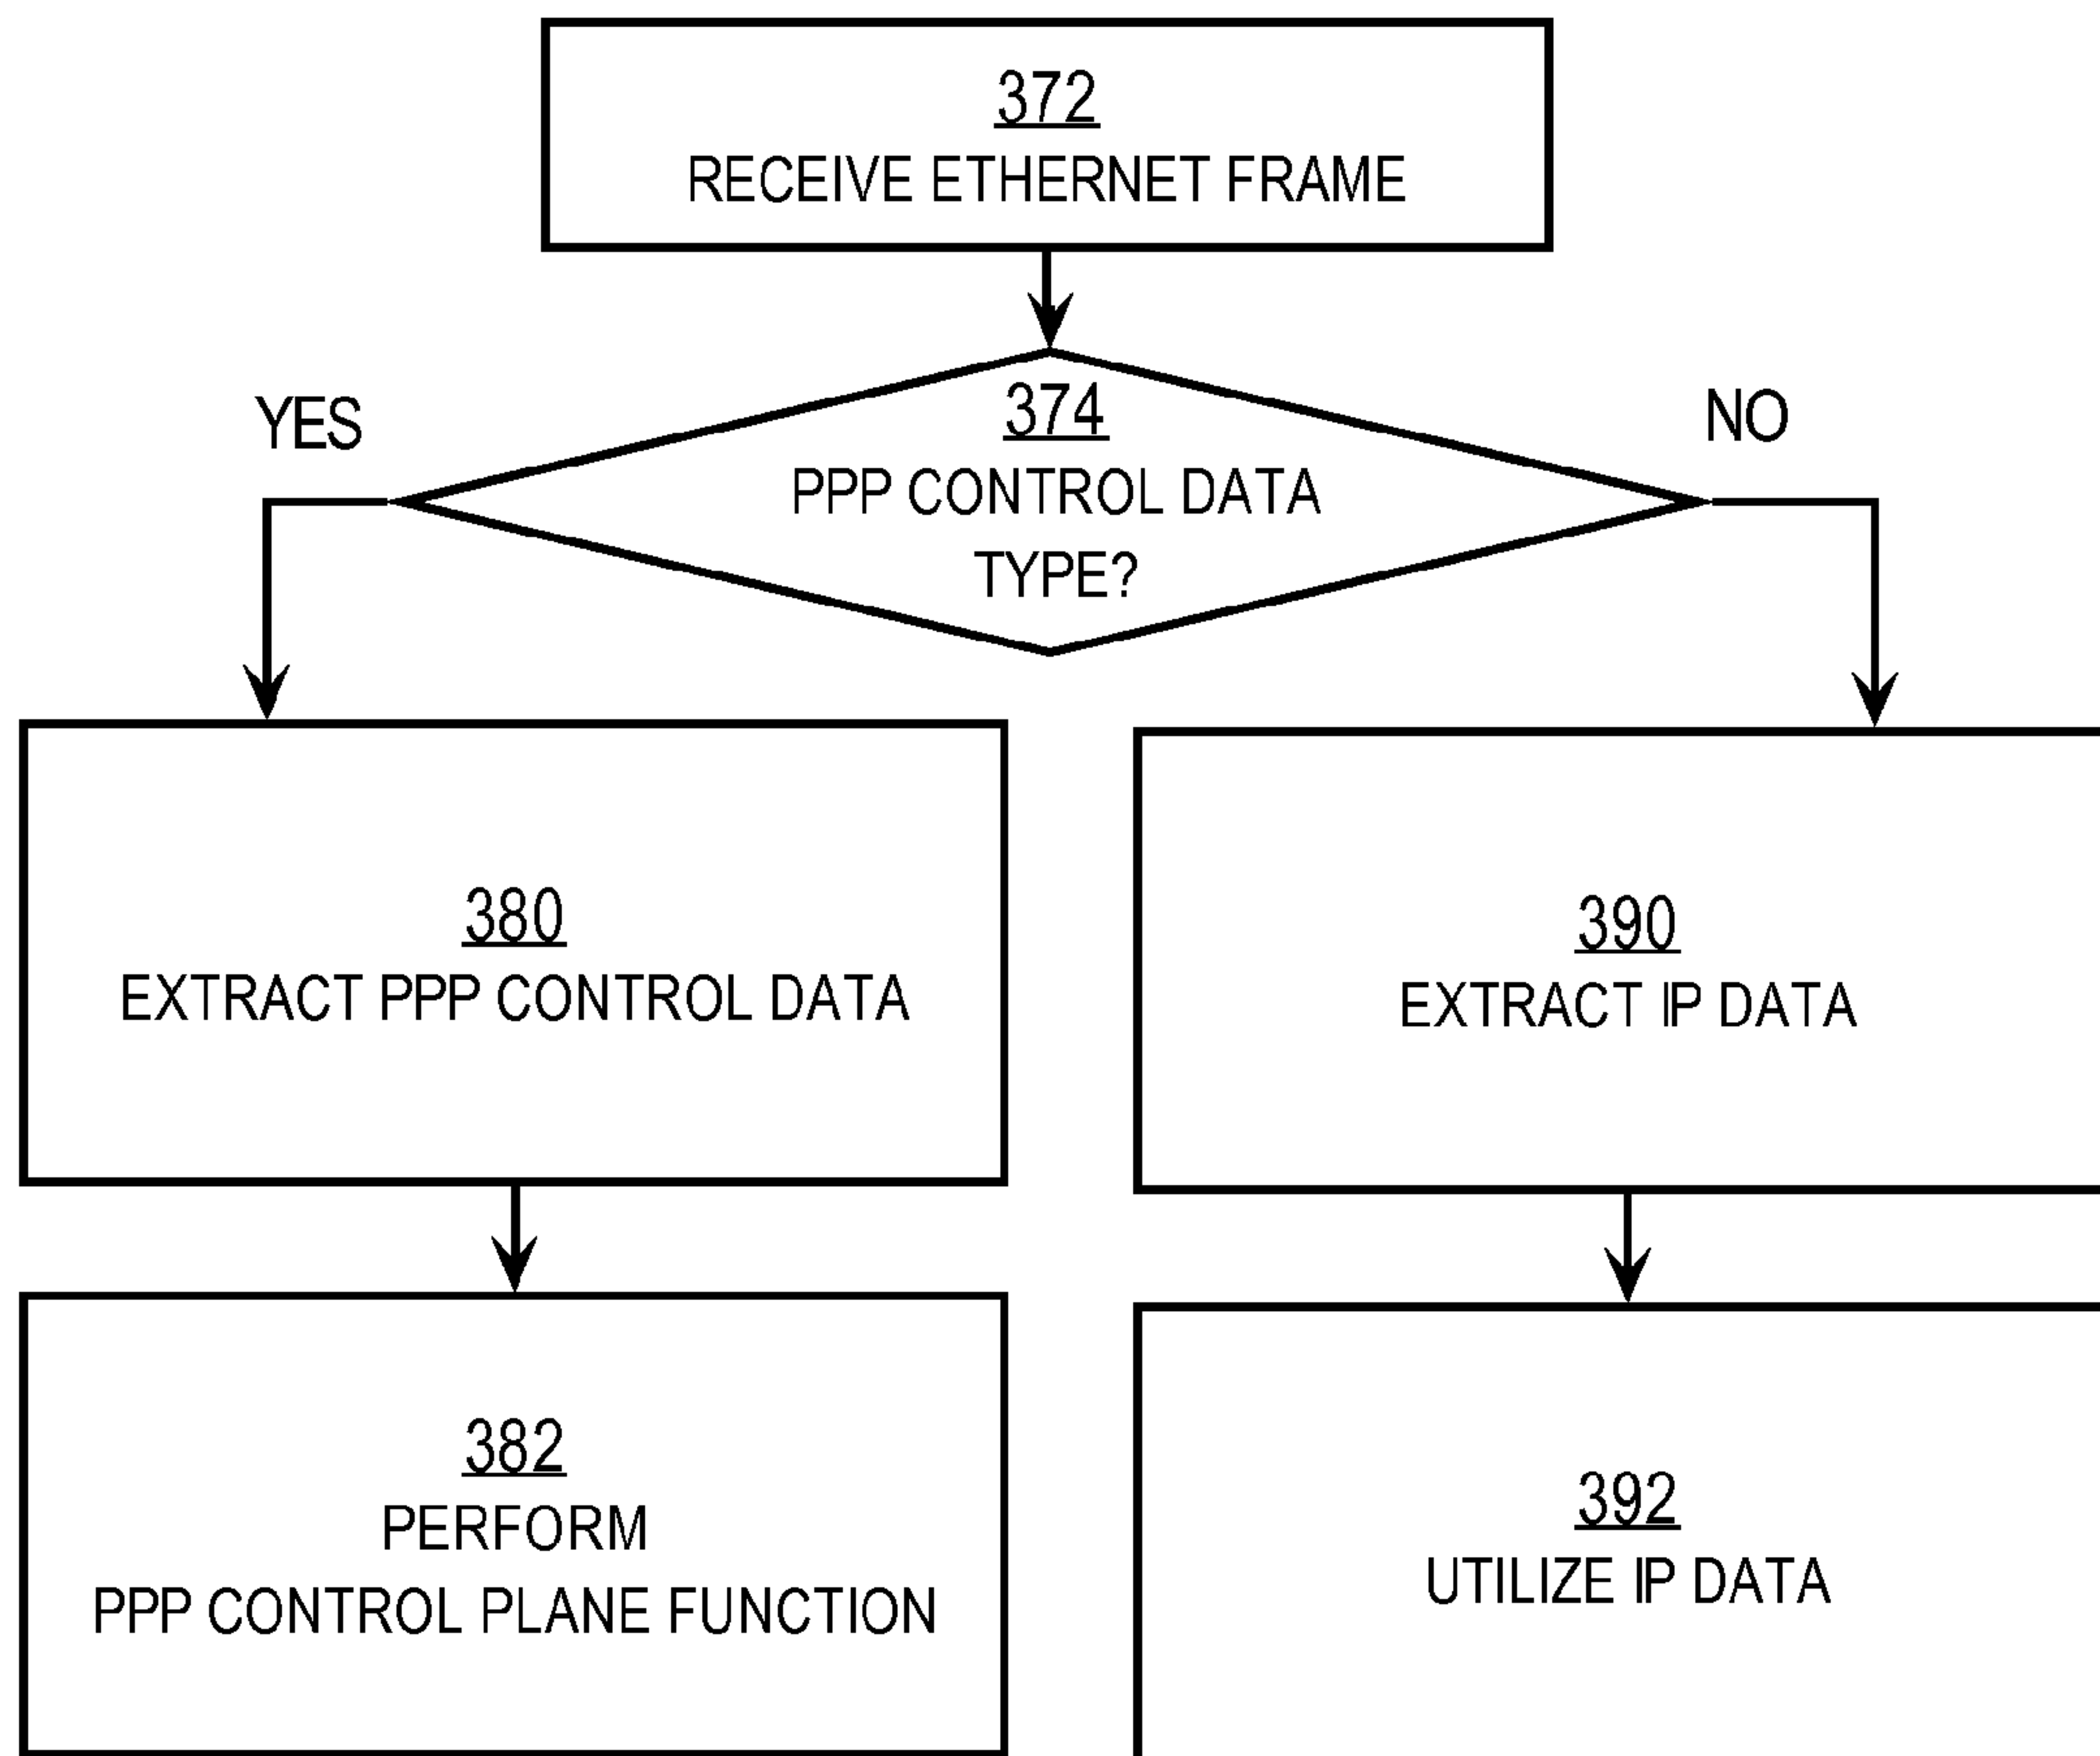 372
RECEIVE ETHERNET FRAME
374
PPP CONTROL DATA
TYPE?
YES
NO
380
EXTRACT PPP CONTROL DATA
390
EXTRACT IP DATA
382
PERFORM
PPP CONTROL PLANE FUNCTION
392
UTILIZE IP DATA